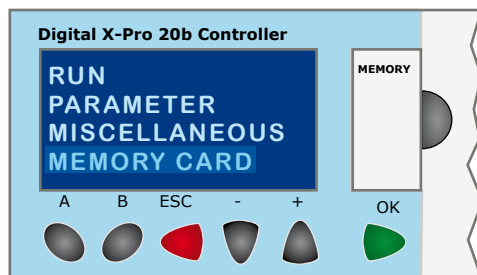 Digital X-Pro 20b Controller
RUN
PARAMETER
MISCELLANEOUS
MEMORY CARD
MEMORY
A B ESC - +
OK